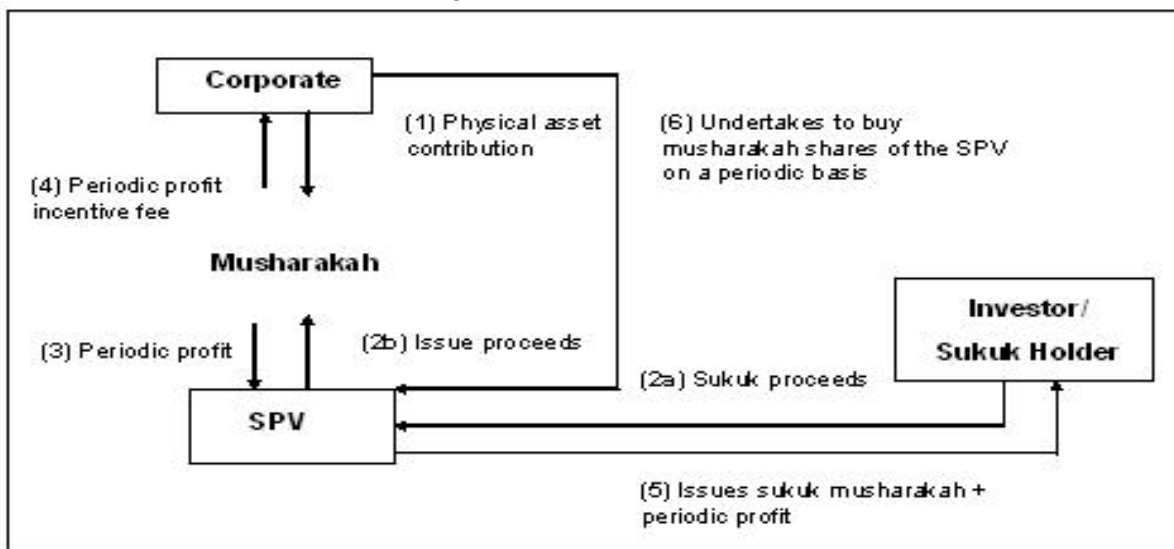 Corporate
(1) Physical asset
contribution
(6) Undertakes to buy
musharakah shares of the SPV
on a periodic basis
(4) Periodic profit
incentive fee
Musharakah
Investor/
Sukuk Holder
(3) Periodic profit
(2b) Issue proceeds
(2a) Sukuk proceeds
SPV
(5) Issues sukuk musharakah +
periodic profit